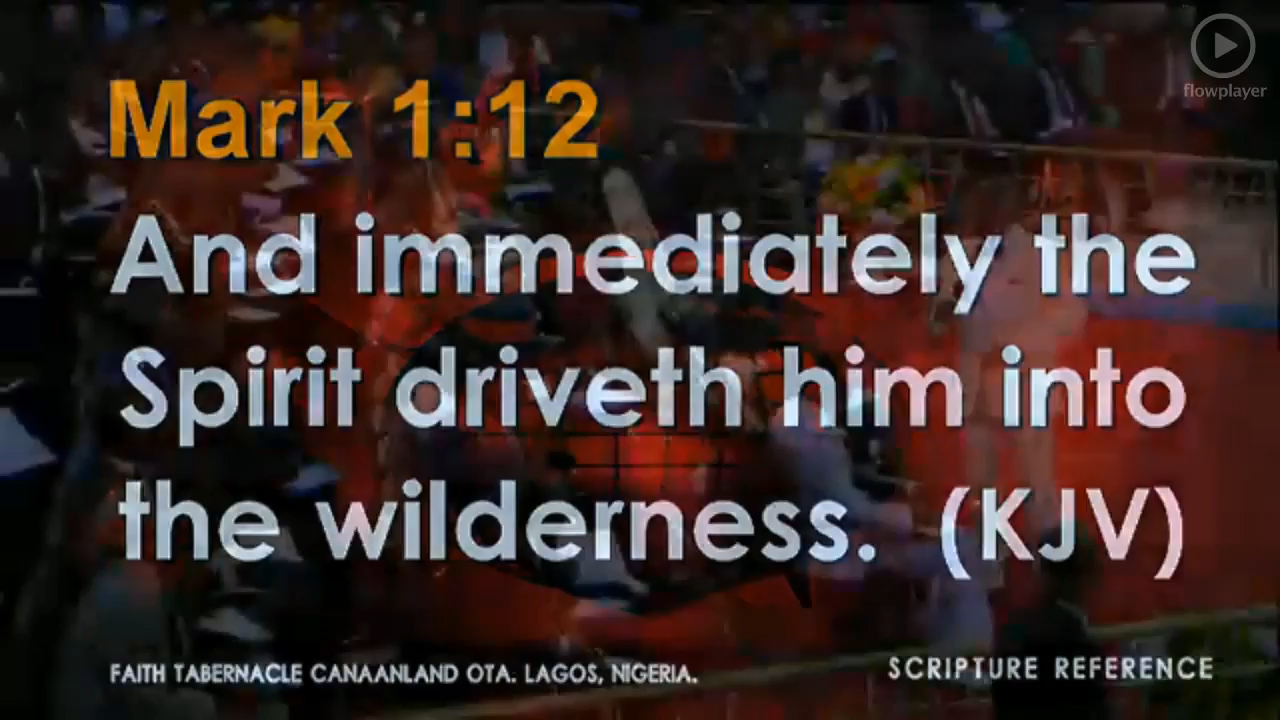 flowplayer
Mark 1:12
And immediately the
Spirit driveth him into
the wilderness. (KJV)
FAITH TABERNACLE CANAANLAND OTA. LAGOS, NIGERIA.
SCRIPTURE REFERENCE